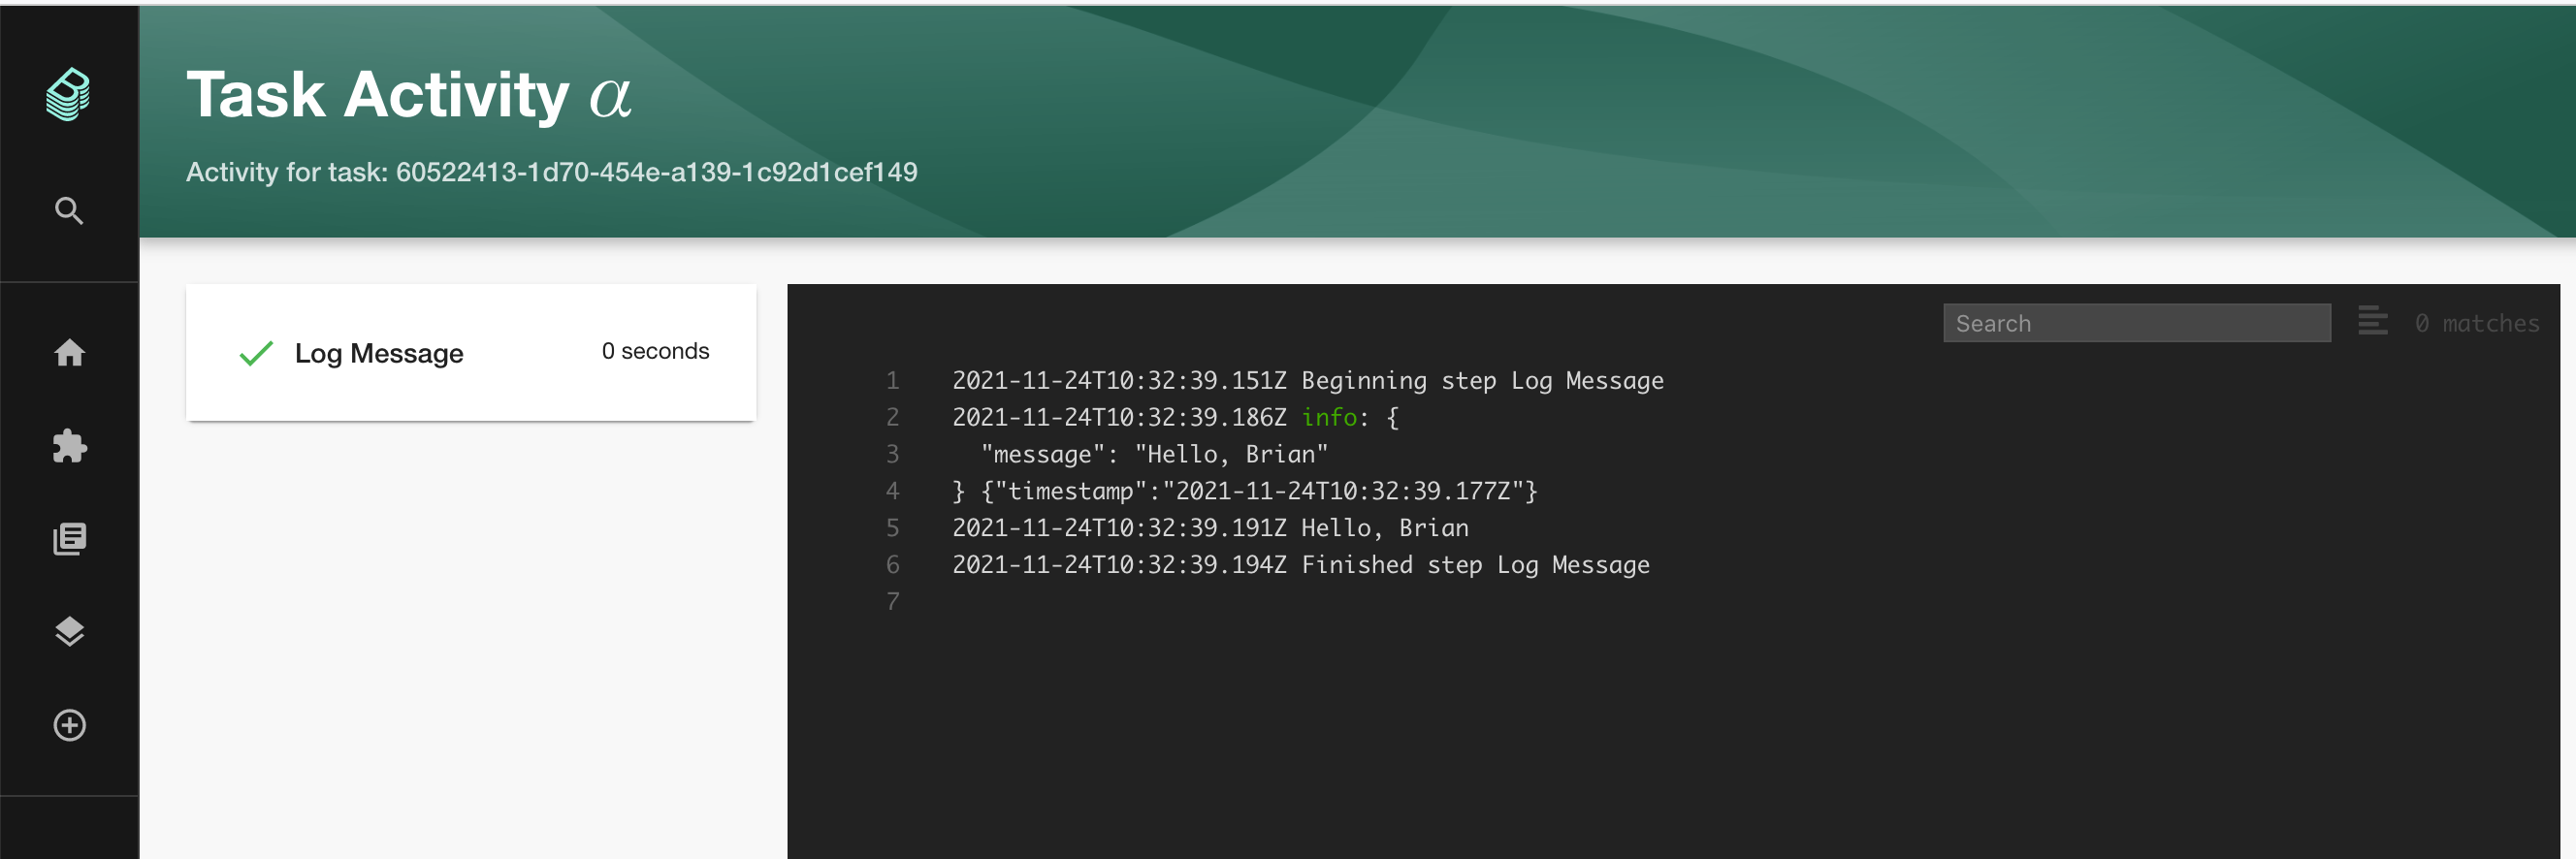 Task Activity α
Activity for task: 60522413-1d70-454e-a139-1c92d1cef149
Log Message 0 seconds
Search 0 matches
1 2021-11-24T10:32:39.151Z Beginning step Log Message
2 2021-11-24T10:32:39.186Z info: {
3 "message": "Hello, Brian"
4 } {"timestamp":"2021-11-24T10:32:39.177Z"}
5 2021-11-24T10:32:39.191Z Hello, Brian
6 2021-11-24T10:32:39.194Z Finished step Log Message
7